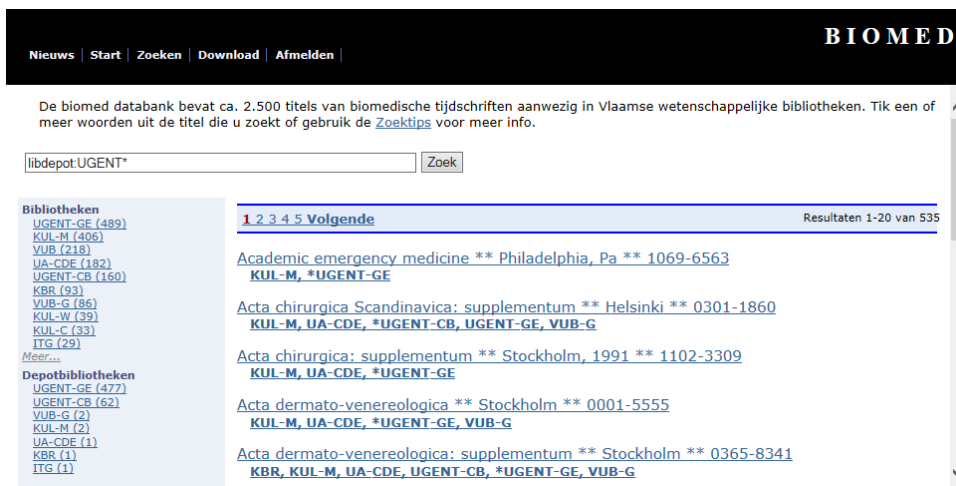 BIOMED
Nieuws | Start | Zoeken | Download | Afmelden |
De biomed databank bevat ca. 2.500 titels van biomedische tijdschriften aanwezig in Vlaamse wetenschappelijke bibliotheken. Tik een of
meer woorden uit de titel die u zoekt of gebruik de Zoektips voor meer info.
libdepot:UGENT* Zoek
Bibliotheken
UGENT-GE (489)
KUL-M (406)
VUB (218)
UA-CDE (182)
UGENT-CB (160)
KBR (93)
VUB-G (86)
KUL-W (39)
KUL-C (33)
ITG (29)
Meer...
Depotbibliotheken
UGENT-GE (477)
UGENT-CB (62)
VUB-G (2)
KUL-M (2)
UA-CDE (1)
KBR (1)
ITG (1)
1 2 3 4 5 Volgende Resultaten 1-20 van 535
Academic emergency medicine ** Philadelphia, Pa ** 1069-6563
KUL-M, *UGENT-GE
Acta chirurgica Scandinavica: supplementum ** Helsinki ** 0301-1860
KUL-M, UA-CDE, *UGENT-CB, UGENT-GE, VUB-G
Acta chirurgica: supplementum ** Stockholm, 1991 ** 1102-3309
KUL-M, UA-CDE, *UGENT-GE
Acta dermato-venereologica ** Stockholm ** 0001-5555
KUL-M, UA-CDE, *UGENT-GE, VUB-G
Acta dermato-venereologica: supplementum ** Stockholm ** 0365-8341
KBR, KUL-M, UA-CDE, UGENT-CB, *UGENT-GE, VUB-G